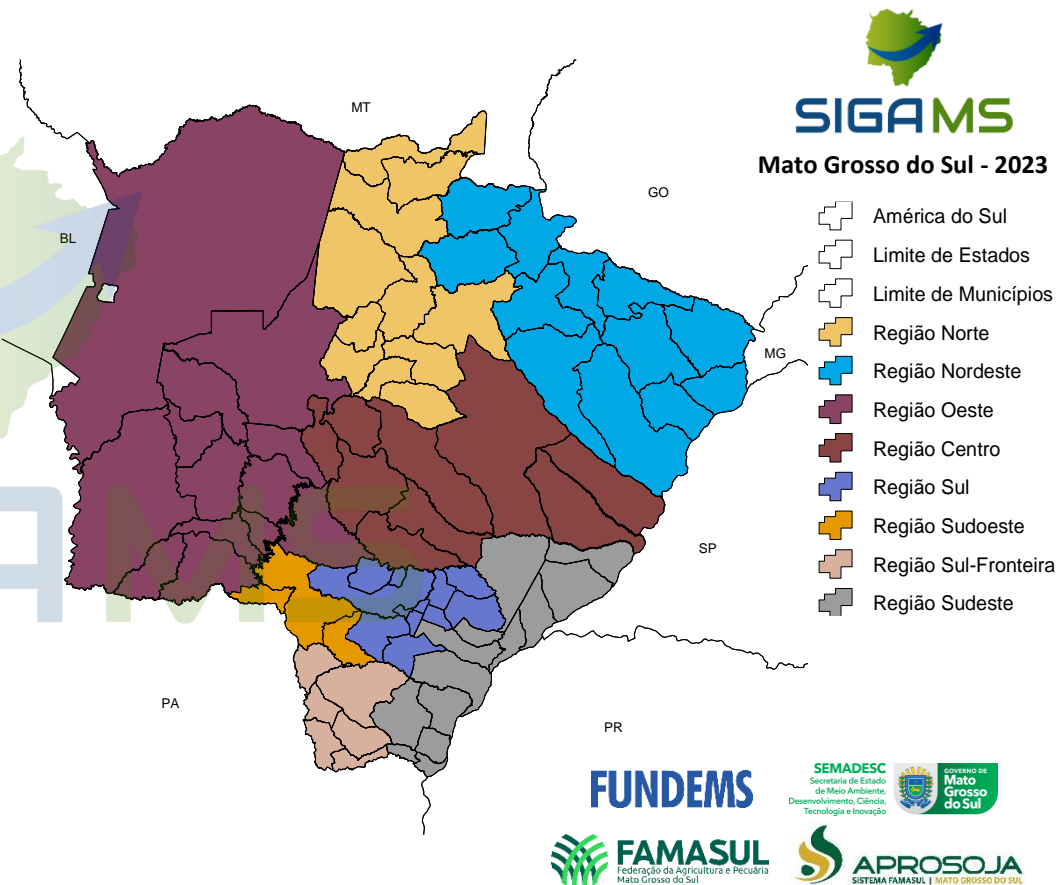 SIGAMS
Mato Grosso do Sul - 2023
MT
GO
BL
MG
SP
PA
PR
América do Sul
Limite de Estados
Limite de Municípios
Região Norte
Região Nordeste
Região Oeste
Região Centro
Região Sul
Região Sudoeste
Região Sul-Fronteira
Região Sudeste
AMS
FUNDEMS
SEMADESC
Secretaria de Estado
de Meio Ambiente,
Desenvolvimento, Ciência,
Tecnologia e Inovação
GOVERNO DE
Mato
Grosso
do Sul
FAMASUL
Federação da Agricultura e Pecuária
Mato Grosso do Sul
APROSOJA
SISTEMA FAMASUL | MATO GROSSO DO SUL